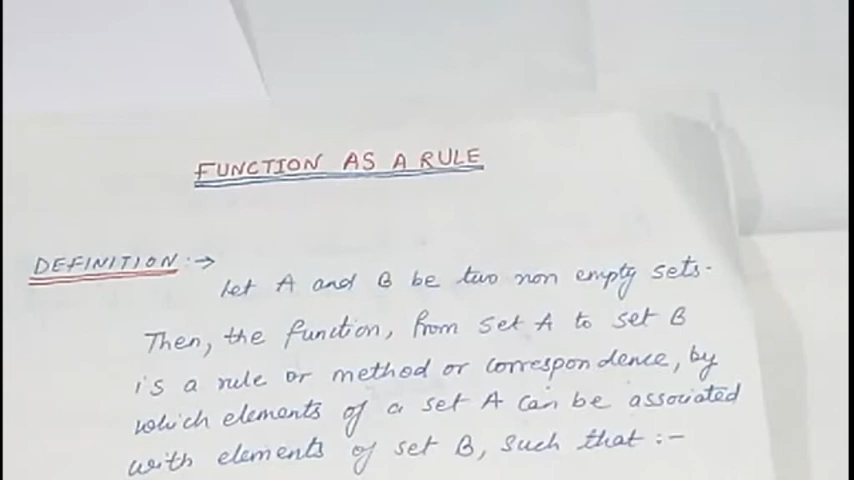 FUNCTION AS A RULE
DEFINITION :→
Let A and B be two non empty sets.
Then, the function, from set A to set B
is a rule or method or correspondence, by
which elements of a set A can be associated
with elements of set B, such that :-